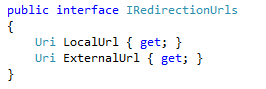 public interface IRedirectionUrls
{
    Uri LocalUrl { get; }
    Uri ExternalUrl { get; }
}